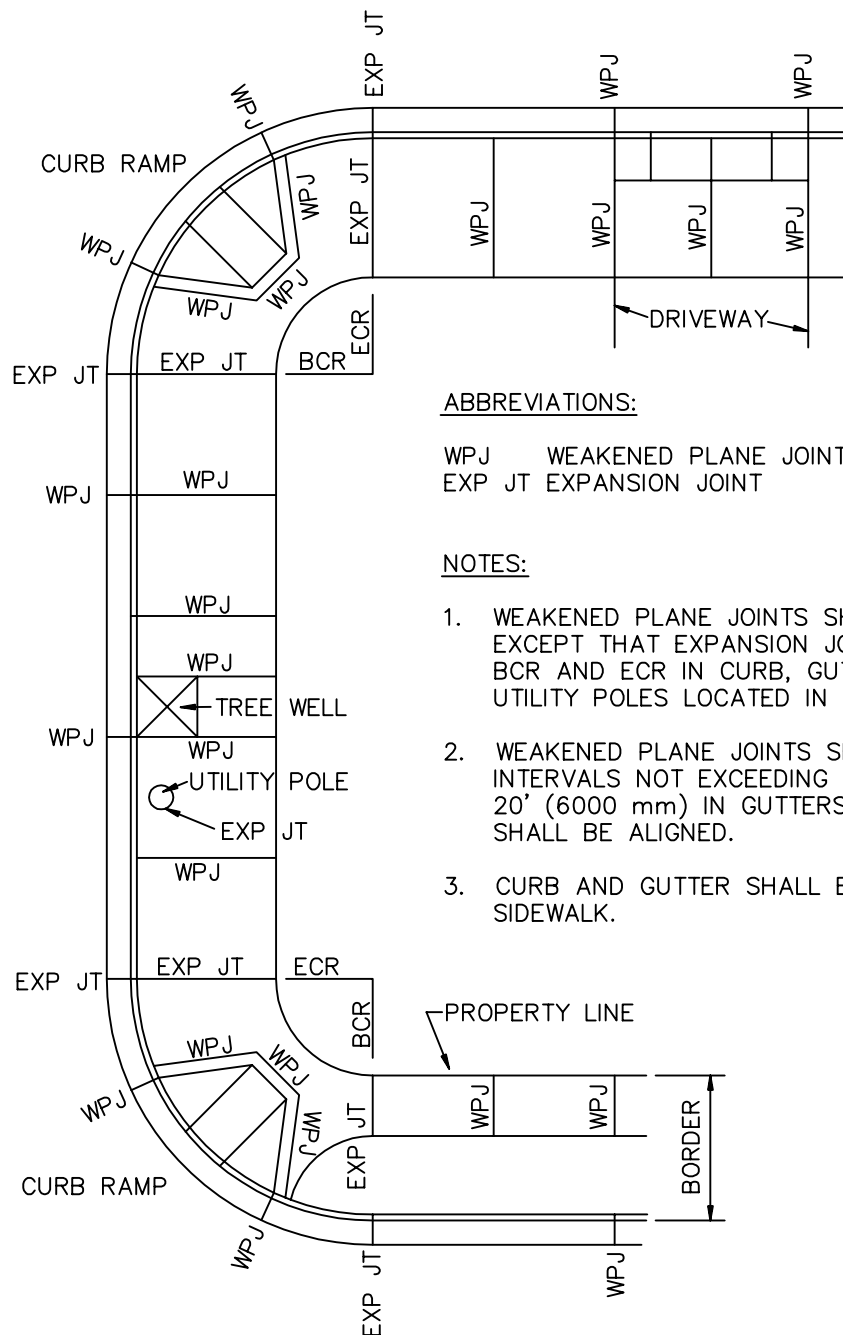 EXP JT
WPJ
WPJ
WPJ
CURB RAMP
EXP JT
WPJ
WPJ
WPJ
WPJ
WPJ
WPJ
WPJ
WPJ
DRIVEWAY
ECR
EXP JT
EXP JT
BCR
ABBREVIATIONS:
WPJ WEAKENED PLANE JOINT
EXP JT EXPANSION JOINT
WPJ
WPJ
NOTES:
1. WEAKENED PLANE JOINTS SH
EXCEPT THAT EXPANSION JO
BCR AND ECR IN CURB, GUT
UTILITY POLES LOCATED IN
WPJ
WPJ
TREE WELL
WPJ
WPJ
2. WEAKENED PLANE JOINTS S
INTERVALS NOT EXCEEDING
20' (6000 mm) IN GUTTERS
SHALL BE ALIGNED.
UTILITY POLE
EXP JT
WPJ
3. CURB AND GUTTER SHALL B
SIDEWALK.
EXP JT
EXP JT
ECR
BCR
PROPERTY LINE
WPJ
WPJ
WPJ
WPJ
EXP JT
WPJ
WPJ
BORDER
CURB RAMP
WPJ
EXP JT
WPJ